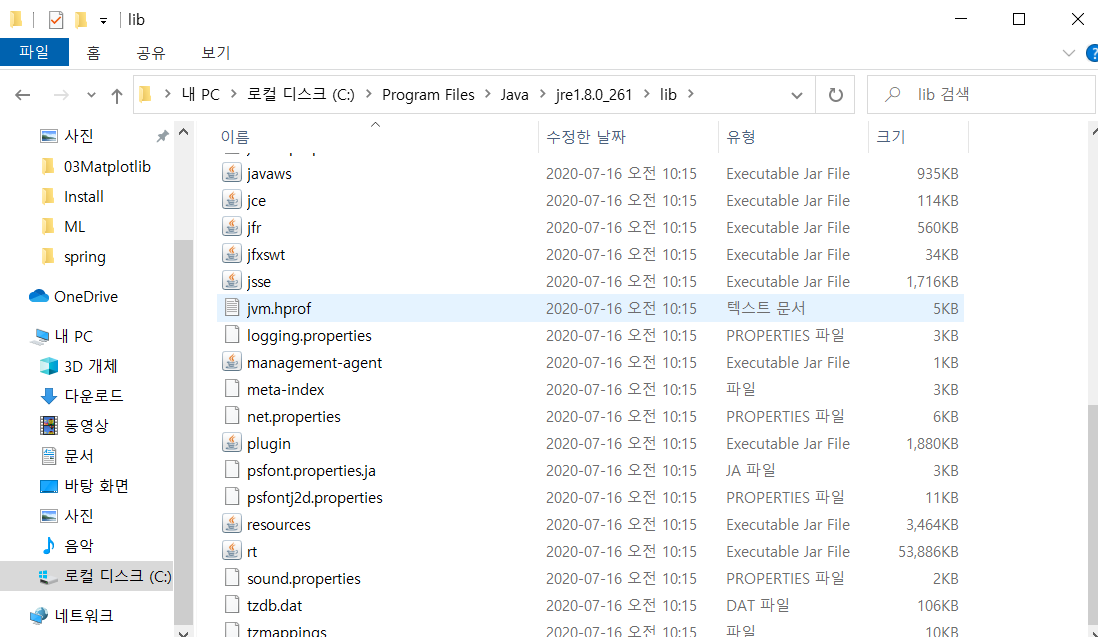 lib
파일 홈 공유 보기
내 PC 로컬 디스크 (C:) Program Files Java jre1.8.0_261 lib
lib 검색
사진
03Matplotlib
Install
ML
spring
OneDrive
내 PC
3D 개체
다운로드
동영상
문서
바탕 화면
사진
음악
로컬 디스크 (C:)
네트워크
이름 수정한 날짜 유형 크기
javaws 2020-07-16 오전 10:15 Executable Jar File 935KB
jce 2020-07-16 오전 10:15 Executable Jar File 114KB
jfr 2020-07-16 오전 10:15 Executable Jar File 560KB
jfxswt 2020-07-16 오전 10:15 Executable Jar File 34KB
jsse 2020-07-16 오전 10:15 Executable Jar File 1,716KB
jvm.hprof 2020-07-16 오전 10:15 텍스트 문서 5KB
logging.properties 2020-07-16 오전 10:15 PROPERTIES 파일 3KB
management-agent 2020-07-16 오전 10:15 Executable Jar File 1KB
meta-index 2020-07-16 오전 10:15 파일 3KB
net.properties 2020-07-16 오전 10:15 PROPERTIES 파일 6KB
plugin 2020-07-16 오전 10:15 Executable Jar File 1,880KB
psfont.properties.ja 2020-07-16 오전 10:15 JA 파일 3KB
psfontj2d.properties 2020-07-16 오전 10:15 PROPERTIES 파일 11KB
resources 2020-07-16 오전 10:15 Executable Jar File 3,464KB
rt 2020-07-16 오전 10:15 Executable Jar File 53,886KB
sound.properties 2020-07-16 오전 10:15 PROPERTIES 파일 2KB
tzdb.dat 2020-07-16 오전 10:15 DAT 파일 106KB
tzmappings 2020-07-16 오전 10:15 파일 10KB